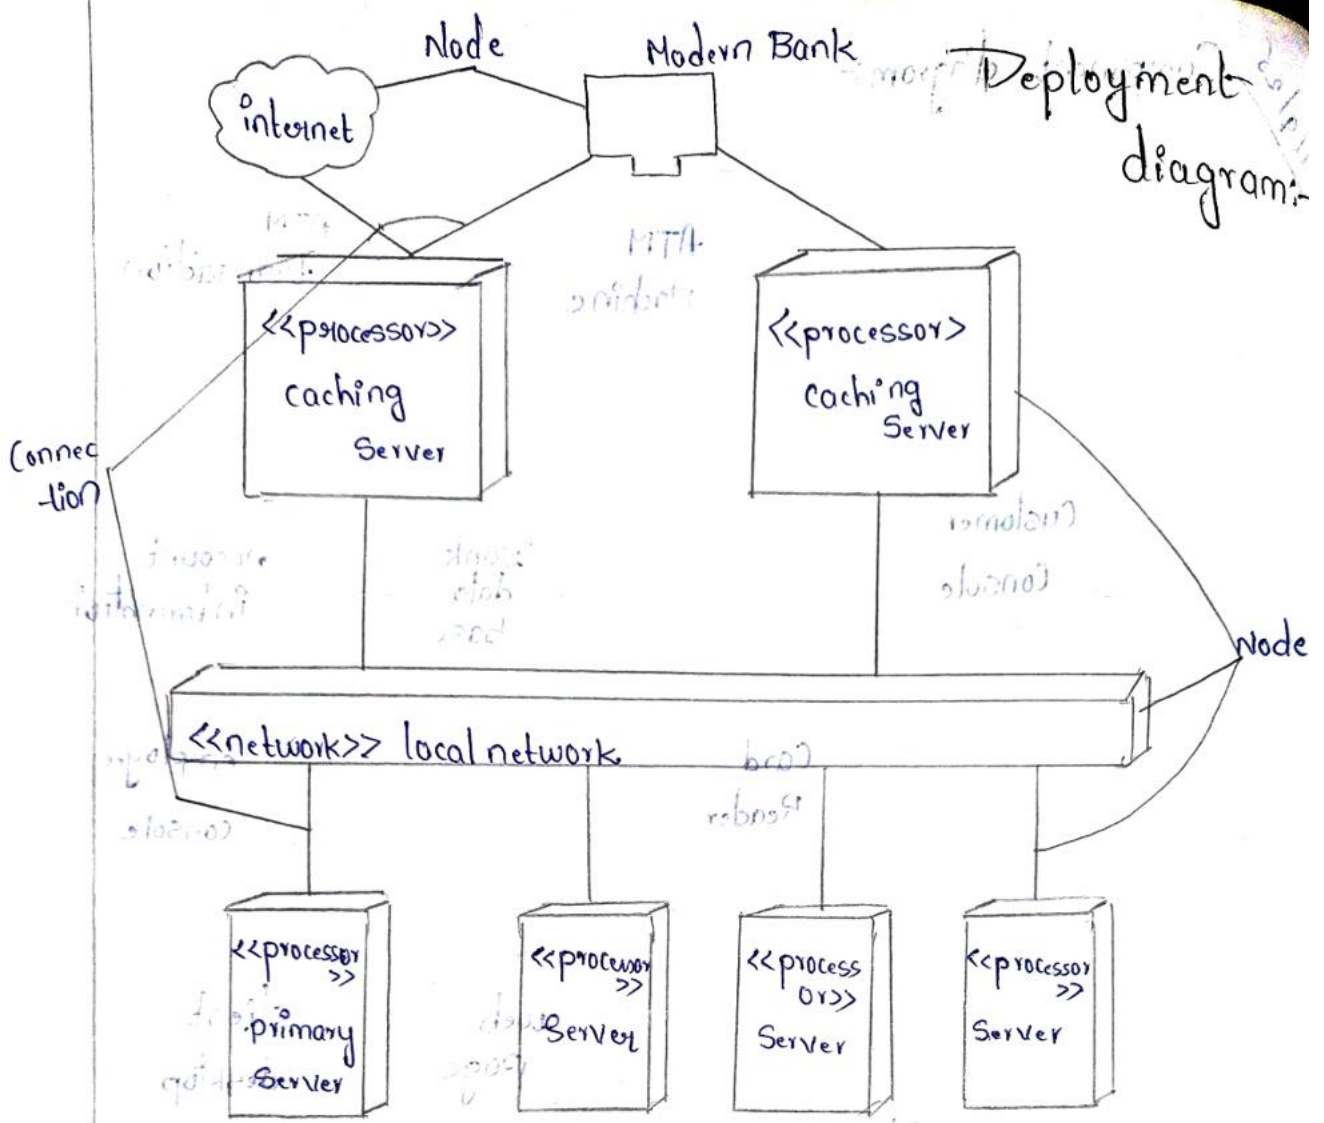 Node
Modern Bank
Deployment
diagram:-
internet
<<processor>>
Caching
Server
<<processor>
Caching
Server
Connec
-tion
Node
<<network>> local network
<<processor
>>
primary
Server
<<processor
>>
Server
<<process
or>>
Server
<<processor
>>
Server